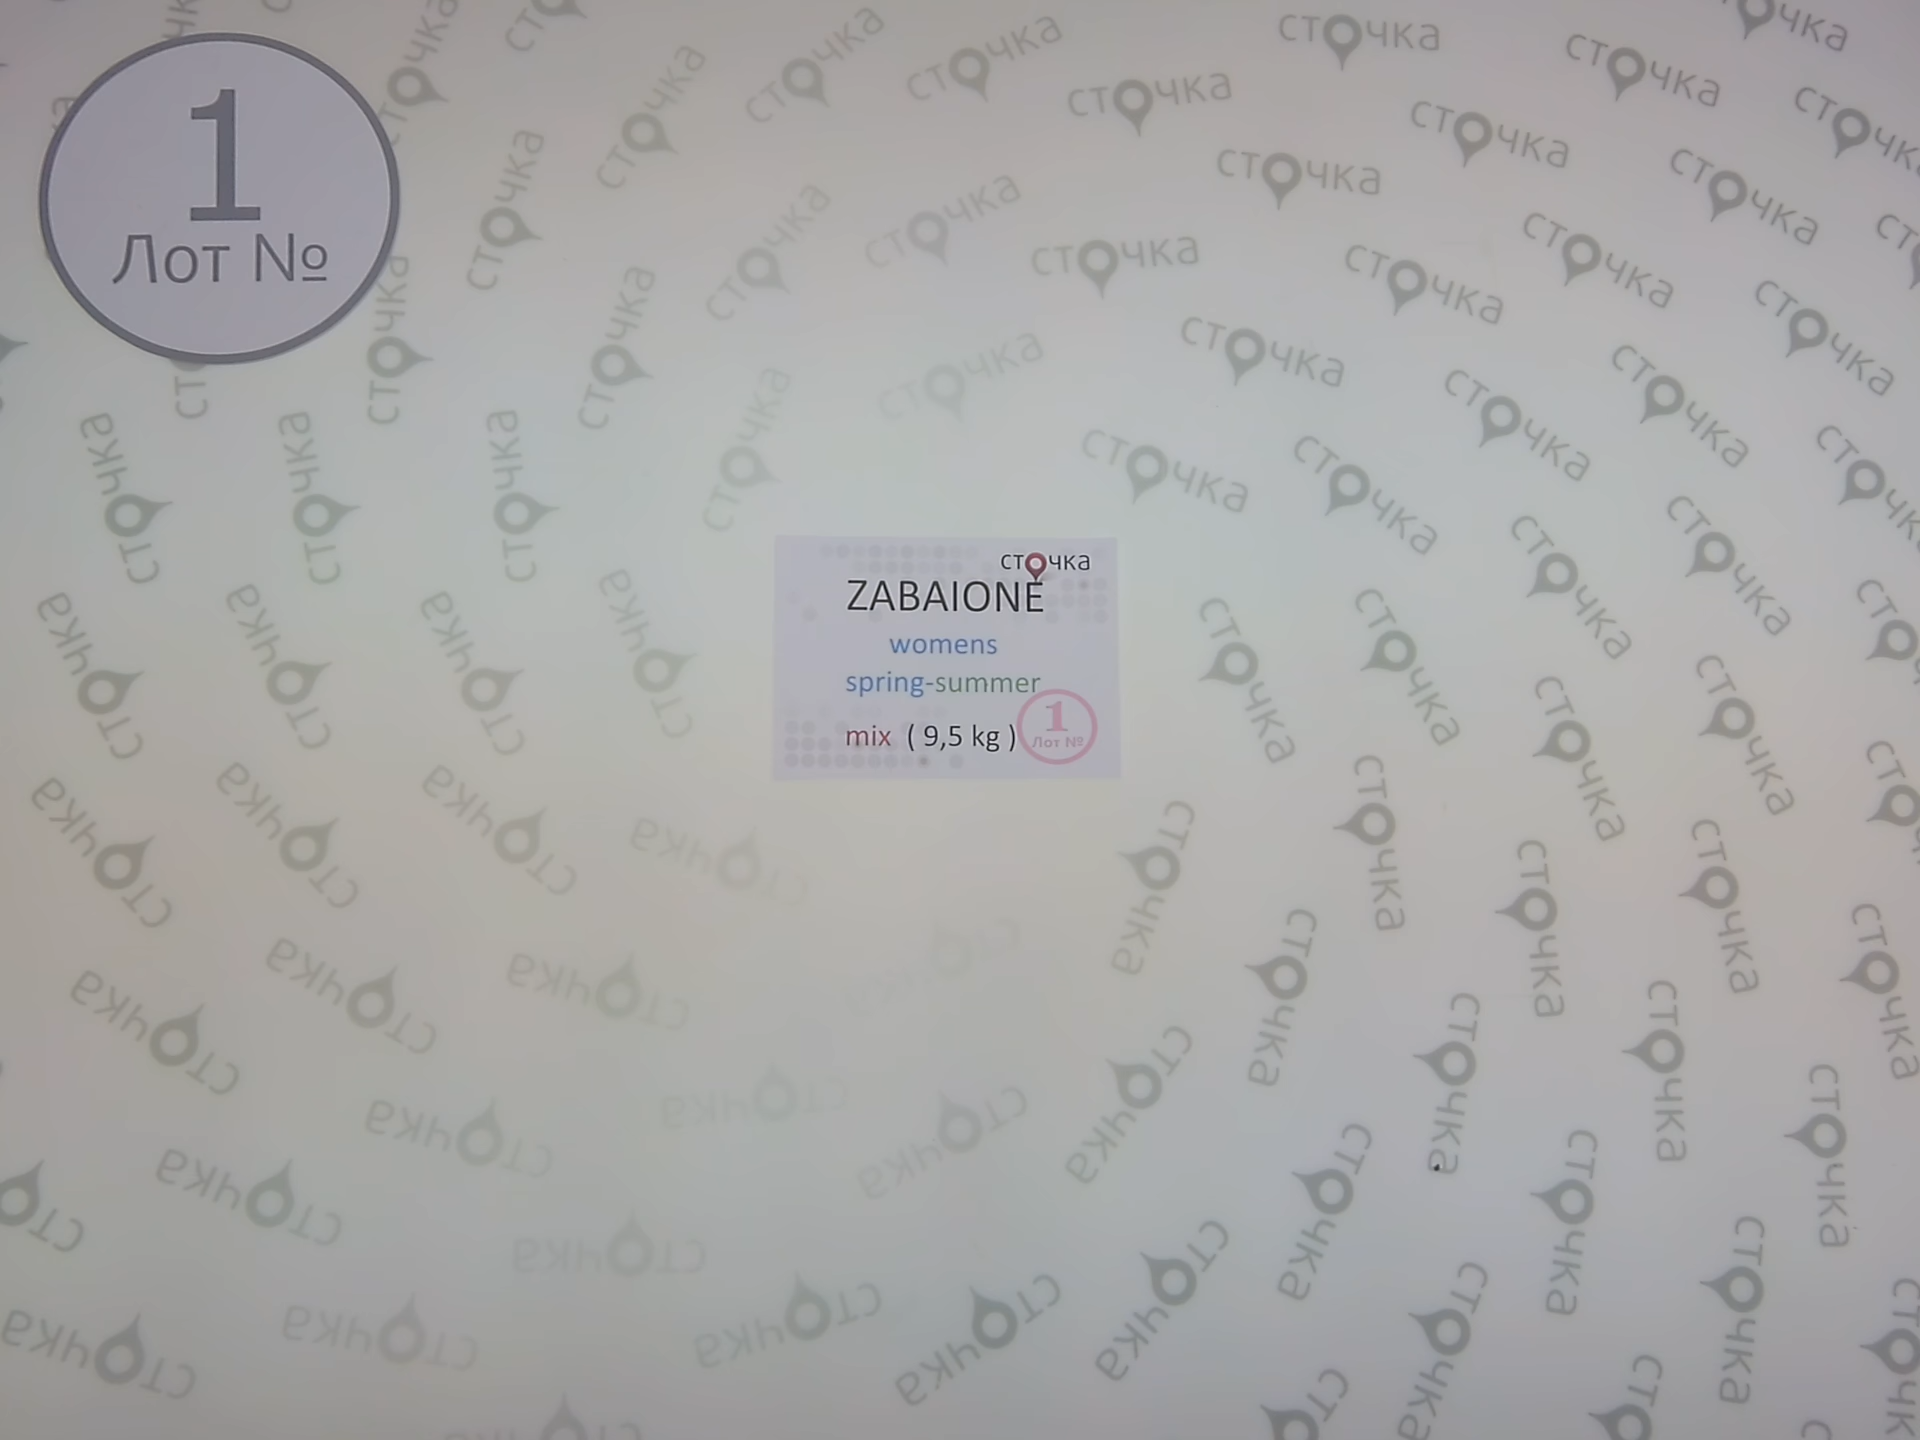 1
Лот №
сточка
ZABAIONE
womens
spring-summer
mix ( 9,5 kg )
1
Лот №